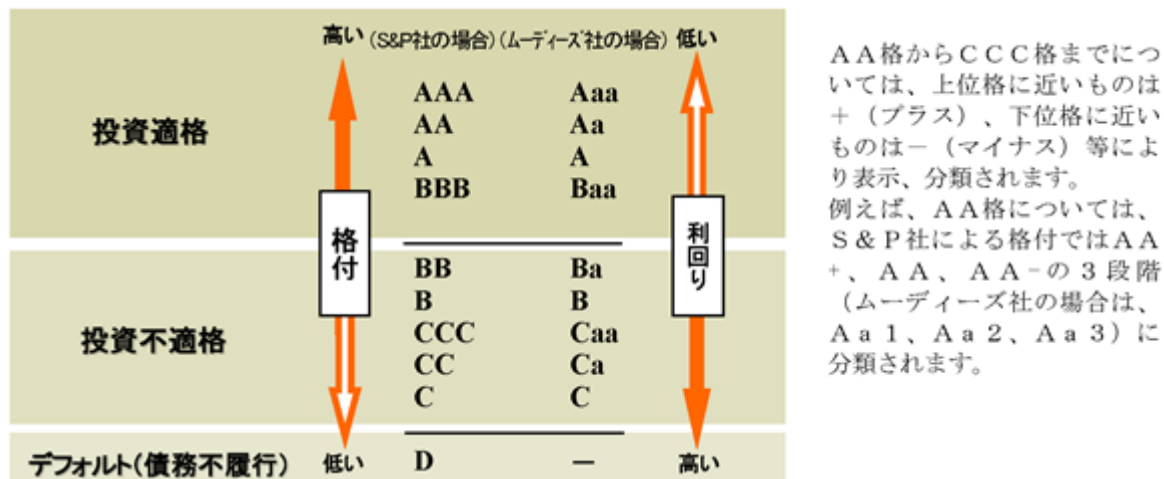 高い (S&P社の場合) (ムーディーズ社の場合) 低い
投資適格
AAA Aaa
AA Aa
A A
BBB Baa
格付
利回り
投資不適格
BB Ba
B B
CCC Caa
CC Ca
C C
デフォルト(債務不履行) 低い D ― 高い
ＡＡ格からＣＣＣ格までにつ
いては、上位格に近いものは
＋（プラス）、下位格に近い
ものは－（マイナス）等によ
り表示、分類されます。
例えば、ＡＡ格については、
Ｓ＆Ｐ社による格付ではＡＡ
+、ＡＡ、ＡＡ-の３段階
（ムーディーズ社の場合は、
Ａａ１、Ａａ２、Ａａ３）に
分類されます。